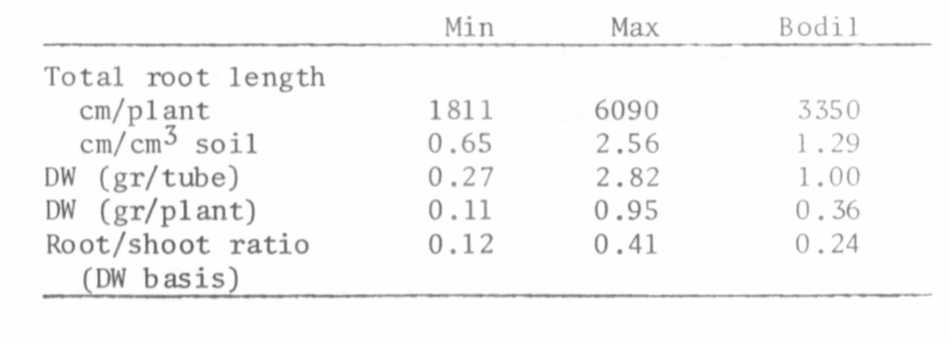 Min Max Bodil
Total root length
cm/plant 1811 6090 3350
cm/cm³ soil 0.65 2.56 1.29
DW (gr/tube) 0.27 2.82 1.00
DW (gr/plant) 0.11 0.95 0.36
Root/shoot ratio 0.12 0.41 0.24
(DW basis)